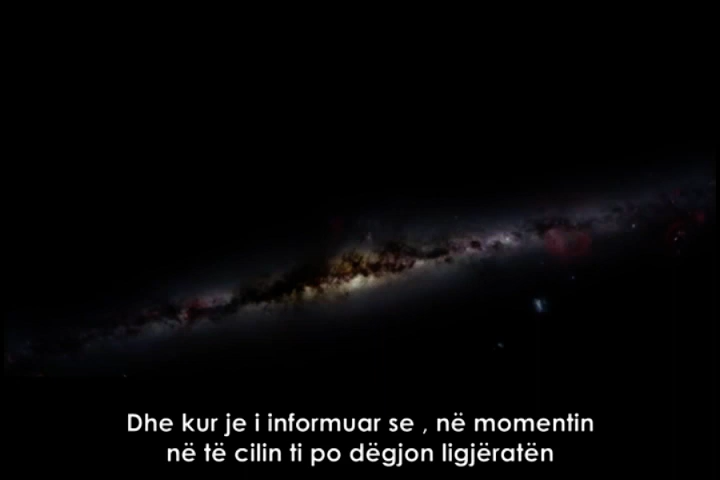 Dhe kur je i informuar se , në momentin
në të cilin ti po dëgjon ligjëratën